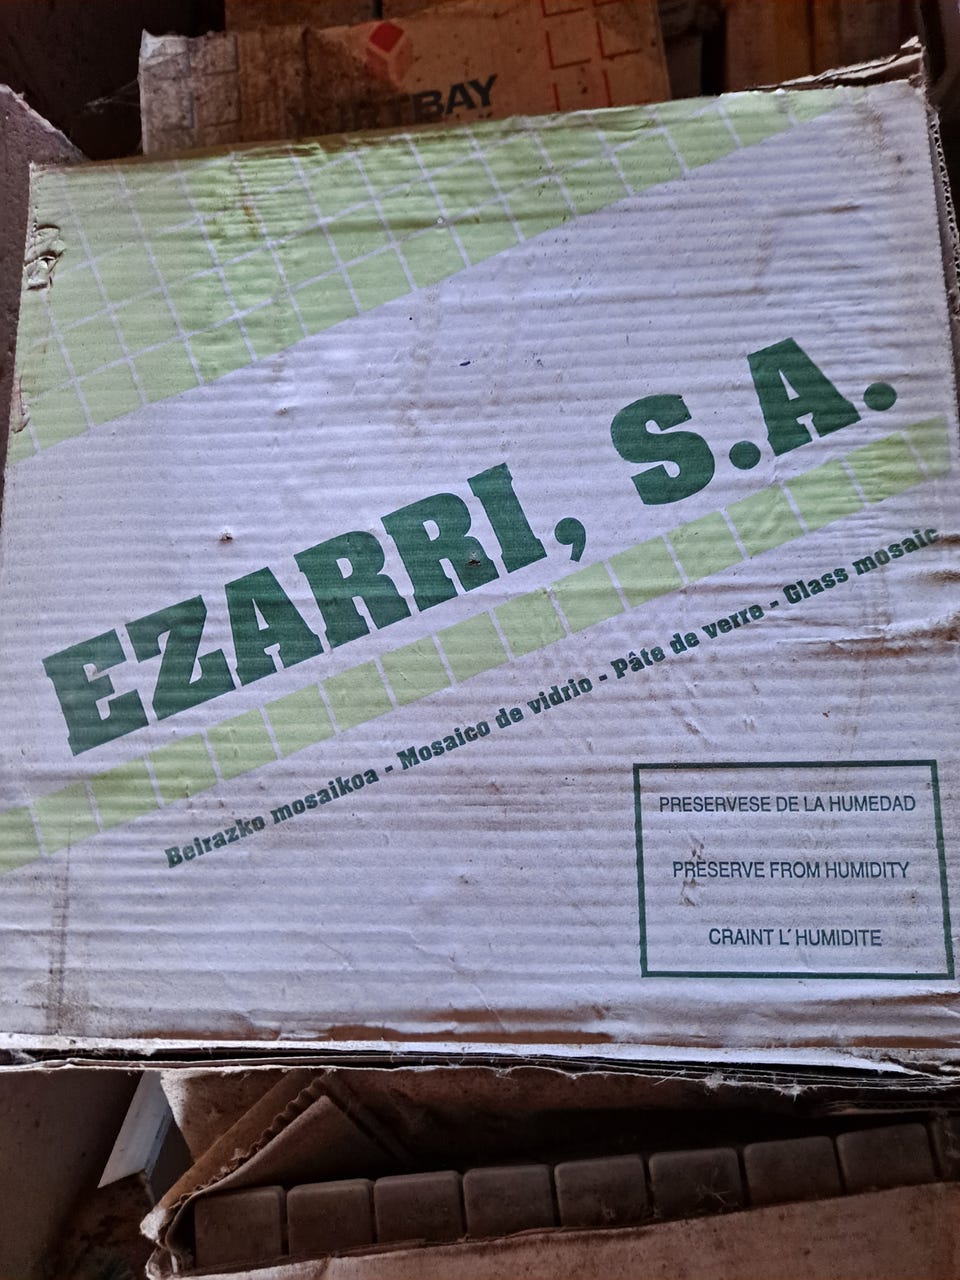 EZARRI, S.A.
Beirazko mosaikoa - Mosaico de vidrio - Pâte de verre - Glass mosaic
PRESERVESE DE LA HUMEDAD
PRESERVE FROM HUMIDITY
CRAINT L´HUMIDITE